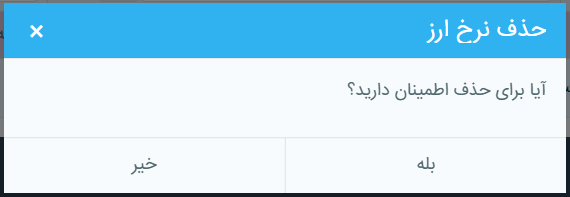 حذف نرخ ارز
آیا برای حذف اطمینان دارید؟
بله
خیر